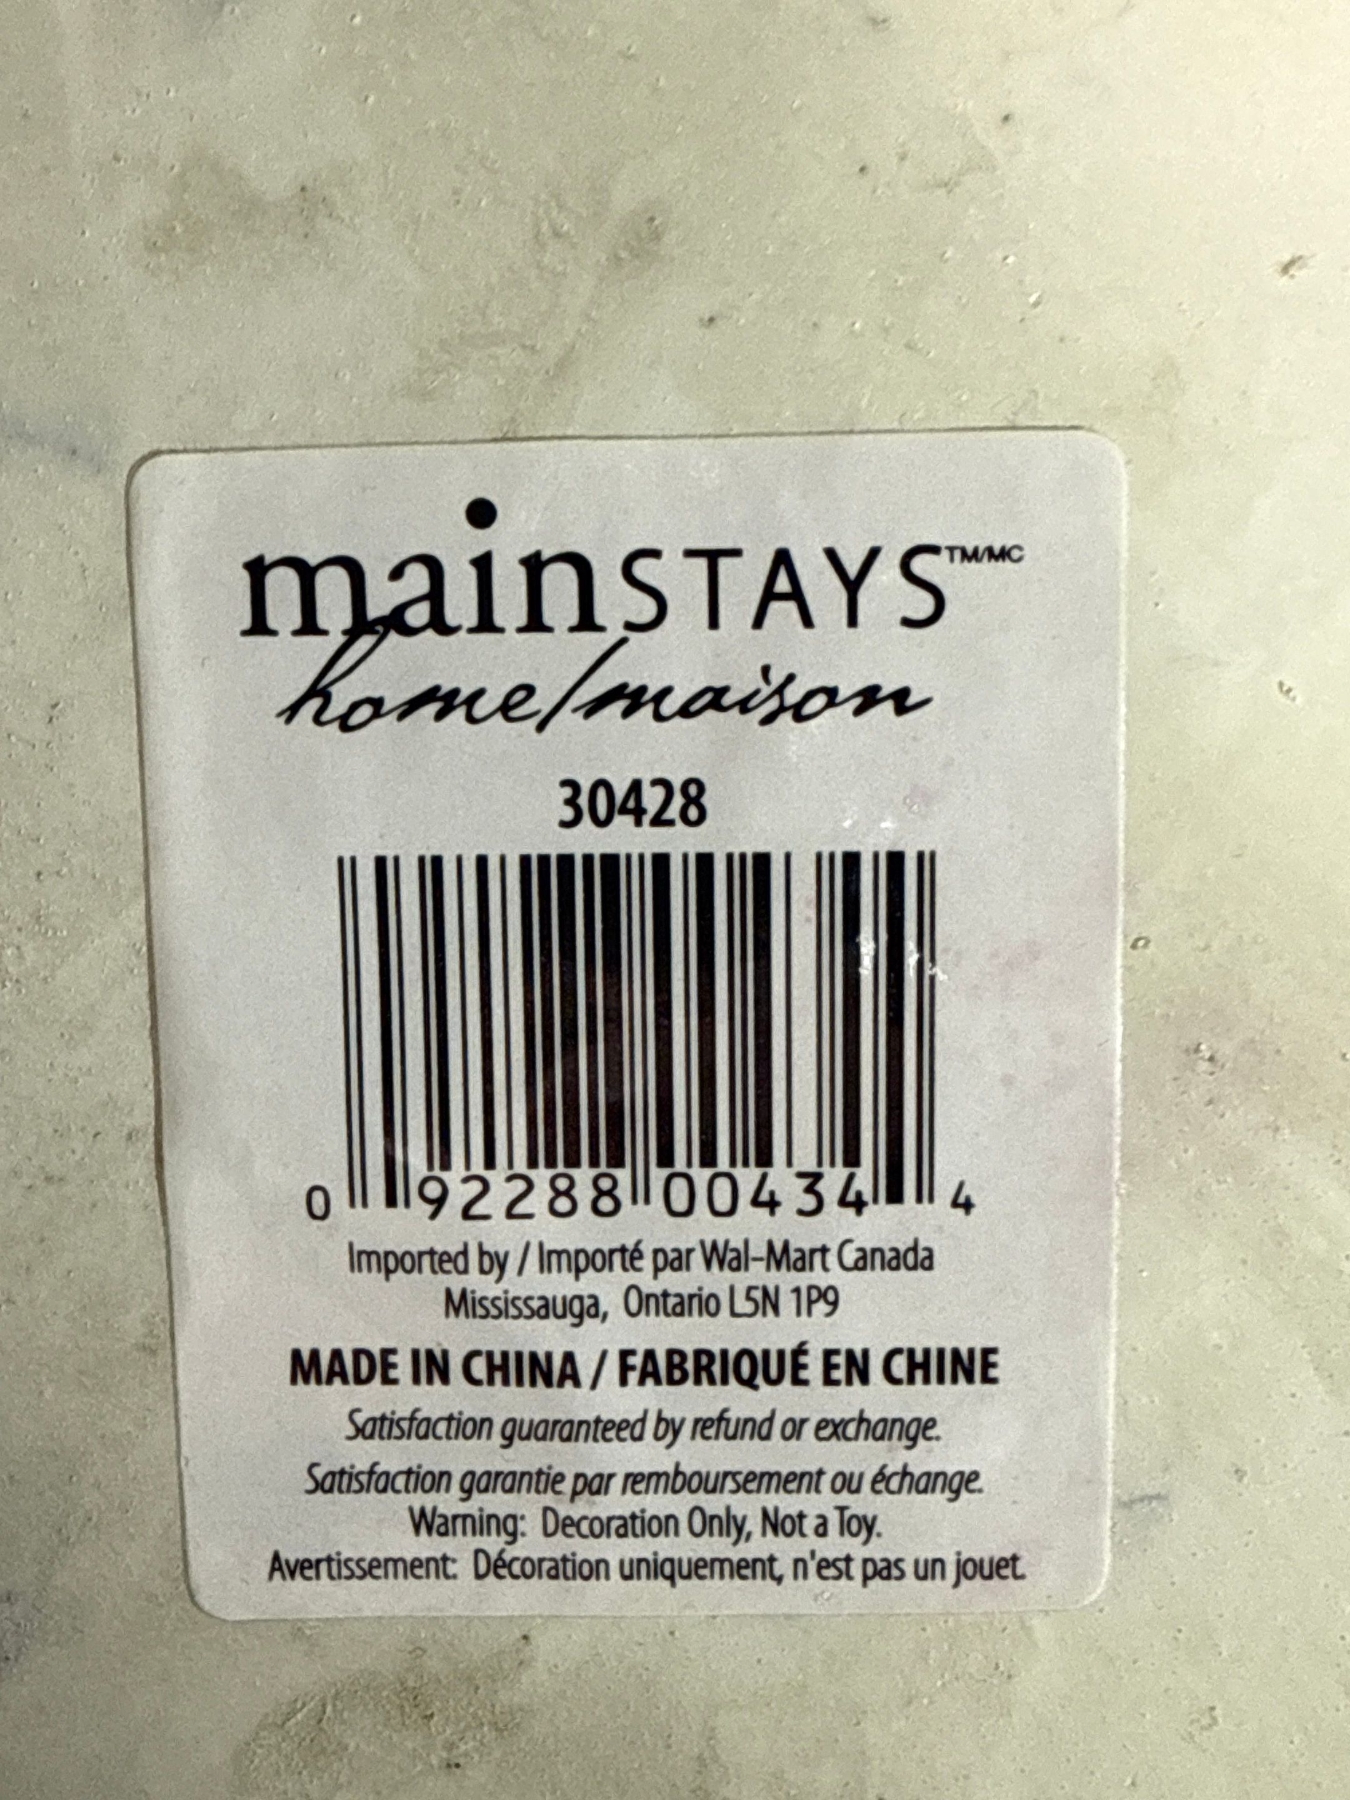 mainSTAYS™/MC
home/maison
30428
0 92288 00434 4
Imported by / Importé par Wal-Mart Canada
Mississauga, Ontario L5N 1P9
MADE IN CHINA / FABRIQUÉ EN CHINE
Satisfaction guaranteed by refund or exchange.
Satisfaction garantie par remboursement ou échange.
Warning: Decoration Only, Not a Toy.
Avertissement: Décoration uniquement, n'est pas un jouet.